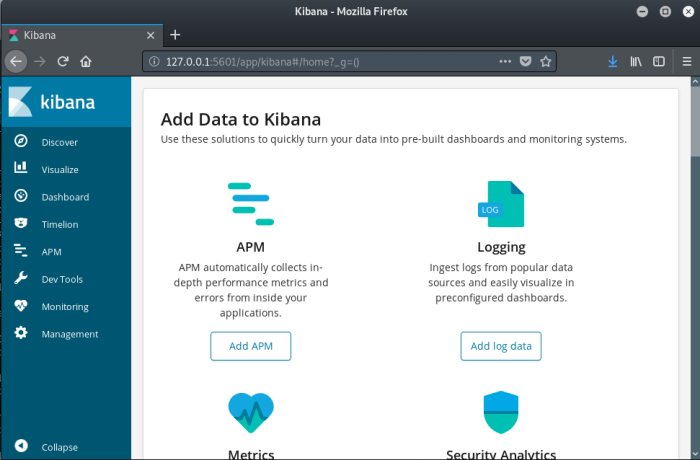 Kibana - Mozilla Firefox
Kibana
127.0.0.1:5601/app/kibana#/home?_g=()
kibana
Discover
Visualize
Dashboard
Timelion
APM
Dev Tools
Monitoring
Management
Collapse
Add Data to Kibana
Use these solutions to quickly turn your data into pre-built dashboards and monitoring systems.
APM
APM automatically collects in-
depth performance metrics and
errors from inside your
applications.
Add APM
LOG
Logging
Ingest logs from popular data
sources and easily visualize in
preconfigured dashboards.
Add log data
Metrics
Security Analytics